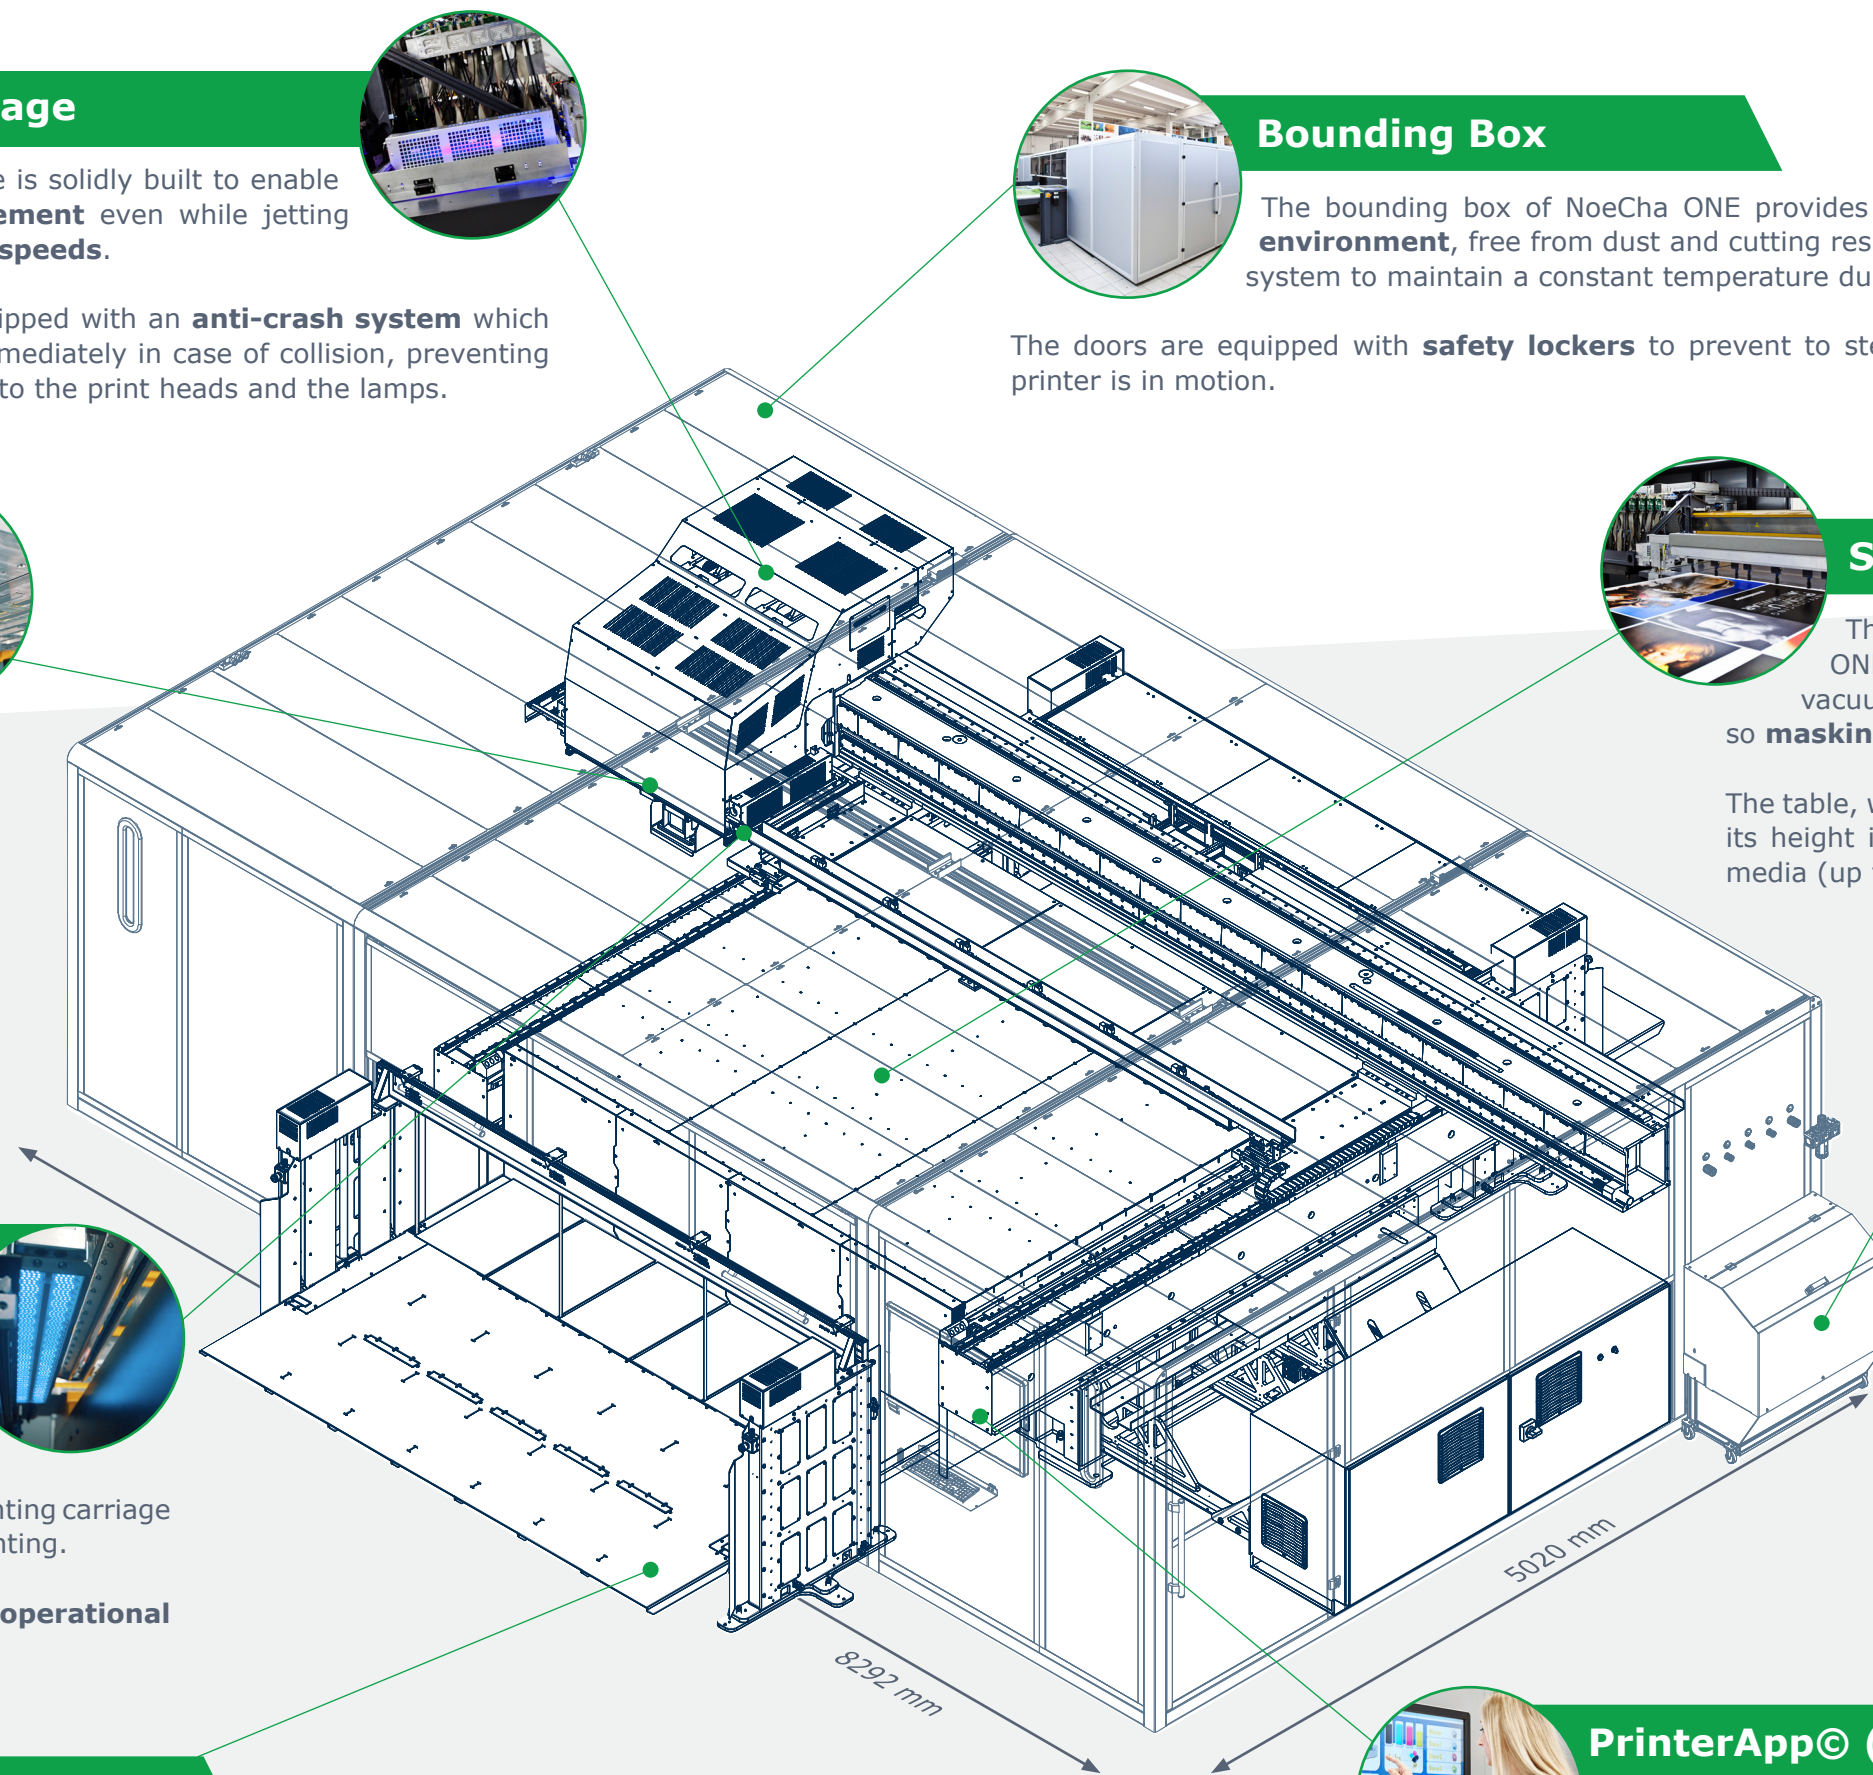 age
e is solidly built to enable
ement even while jetting
speeds.
ipped with an anti-crash system which
mediately in case of collision, preventing
to the print heads and the lamps.
Bounding Box
The bounding box of NoeCha ONE provides
environment, free from dust and cutting res
system to maintain a constant temperature du
The doors are equipped with safety lockers to prevent to ste
printer is in motion.
S
Th
ON
vacuu
so maskin
The table, w
its height i
media (up
nting carriage
nting.
operational
8292 mm
5020 mm
PrinterApp© (